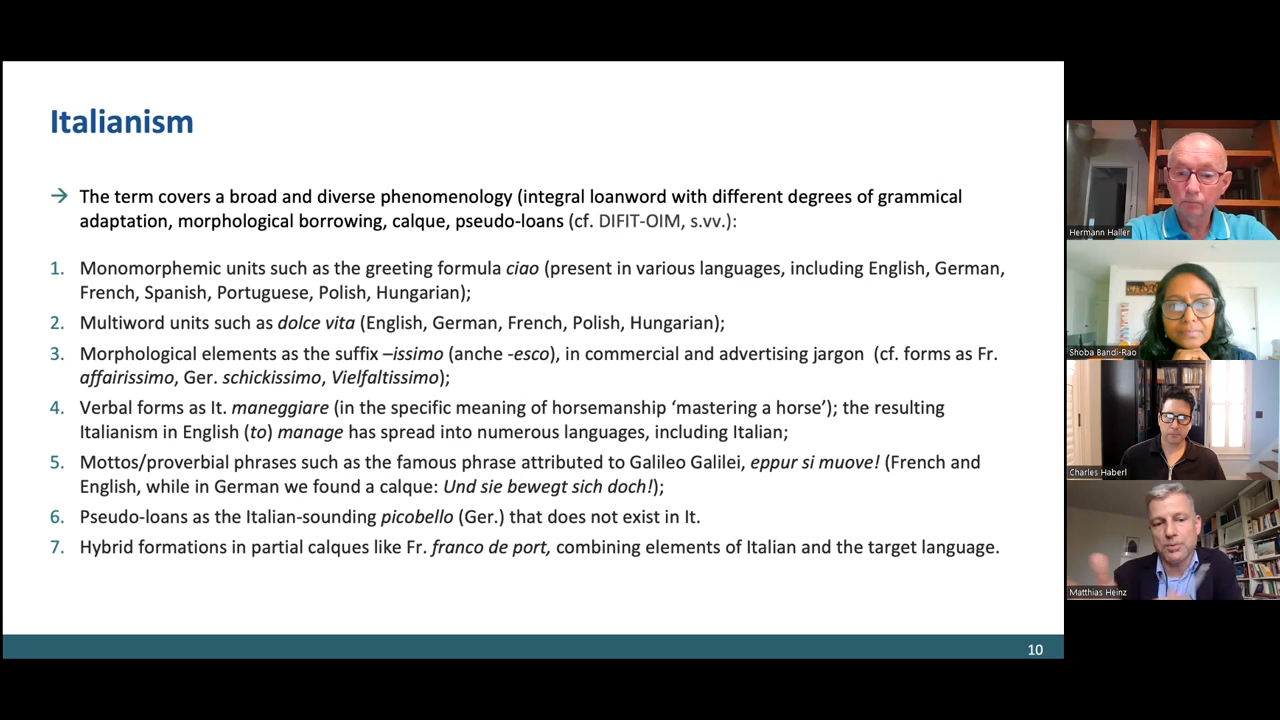 Italianism
→ The term covers a broad and diverse phenomenology (integral loanword with different degrees of grammical
adaptation, morphological borrowing, calque, pseudo-loans (cf. DIFIT-OIM, s.vv.):
1. Monomorphemic units such as the greeting formula ciao (present in various languages, including English, German,
French, Spanish, Portuguese, Polish, Hungarian);
2. Multiword units such as dolce vita (English, German, French, Polish, Hungarian);
3. Morphological elements as the suffix –issimo (anche -esco), in commercial and advertising jargon (cf. forms as Fr.
affairissimo, Ger. schickissimo, Vielfaltissimo);
4. Verbal forms as It. maneggiare (in the specific meaning of horsemanship ‘mastering a horse’); the resulting
Italianism in English (to) manage has spread into numerous languages, including Italian;
5. Mottos/proverbial phrases such as the famous phrase attributed to Galileo Galilei, eppur si muove! (French and
English, while in German we found a calque: Und sie bewegt sich doch!);
6. Pseudo-loans as the Italian-sounding picobello (Ger.) that does not exist in It.
7. Hybrid formations in partial calques like Fr. franco de port, combining elements of Italian and the target language.
10
Hermann Haller
Shoba Bandi-Rao
Charles Haberl
Matthias Heinz